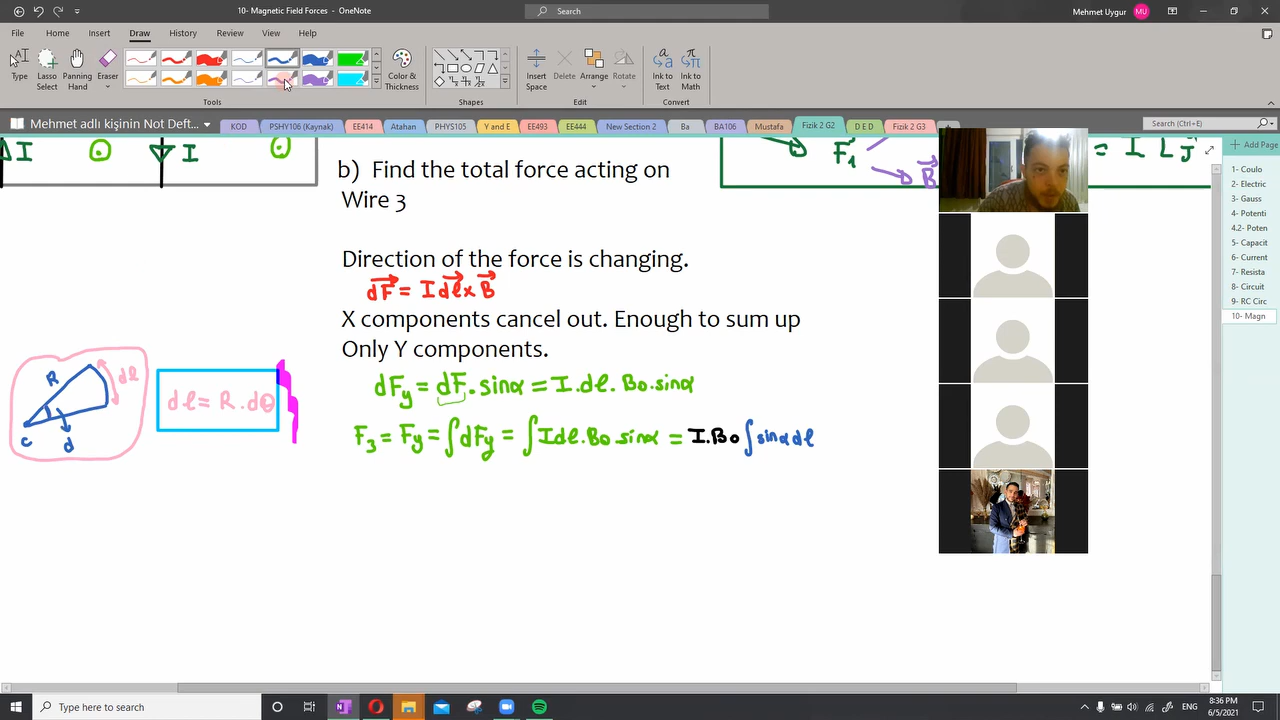 10- Magnetic Field Forces - OneNote
Search
Mehmet Uygur
MU
File Home Insert Draw History Review View Help
Type
Lasso Select
Panning Hand
Eraser
Color & Thickness
Insert Space
Delete
Arrange
Rotate
Ink to Text
Ink to Math
Tools
Shapes
Edit
Convert
Mehmet adlı kişinin Not Deft...
KOD
PSHY106 (Kaynak)
EE414
Atahan
PHYS105
Y and E
EE493
EE444
New Section 2
Ba
BA106
Mustafa
Fizik 2 G2
D E D
Fizik 2 G3
Search (Ctrl+E)
Add Page
1- Coulo
2- Electric
3- Gauss
4- Potenti
4.2- Poten
5- Capacit
6- Current
7- Resista
8- Circuit
9- RC Circ
10- Magn
I
I
F₁
B⃗
= I L J
b) Find the total force acting on
Wire 3
Direction of the force is changing.
dF⃗ = I dl⃗ x B⃗
X components cancel out. Enough to sum up
Only Y components.
dFy = dF. sinα = I.dl. B0. sinα
F3 = Fy = ∫dFy = ∫Idl.B0 sinα = I.B0 ∫sinα dl
R
dl
c
d
dl = R.dθ
Type here to search
ENG
8:36 PM
6/5/2021